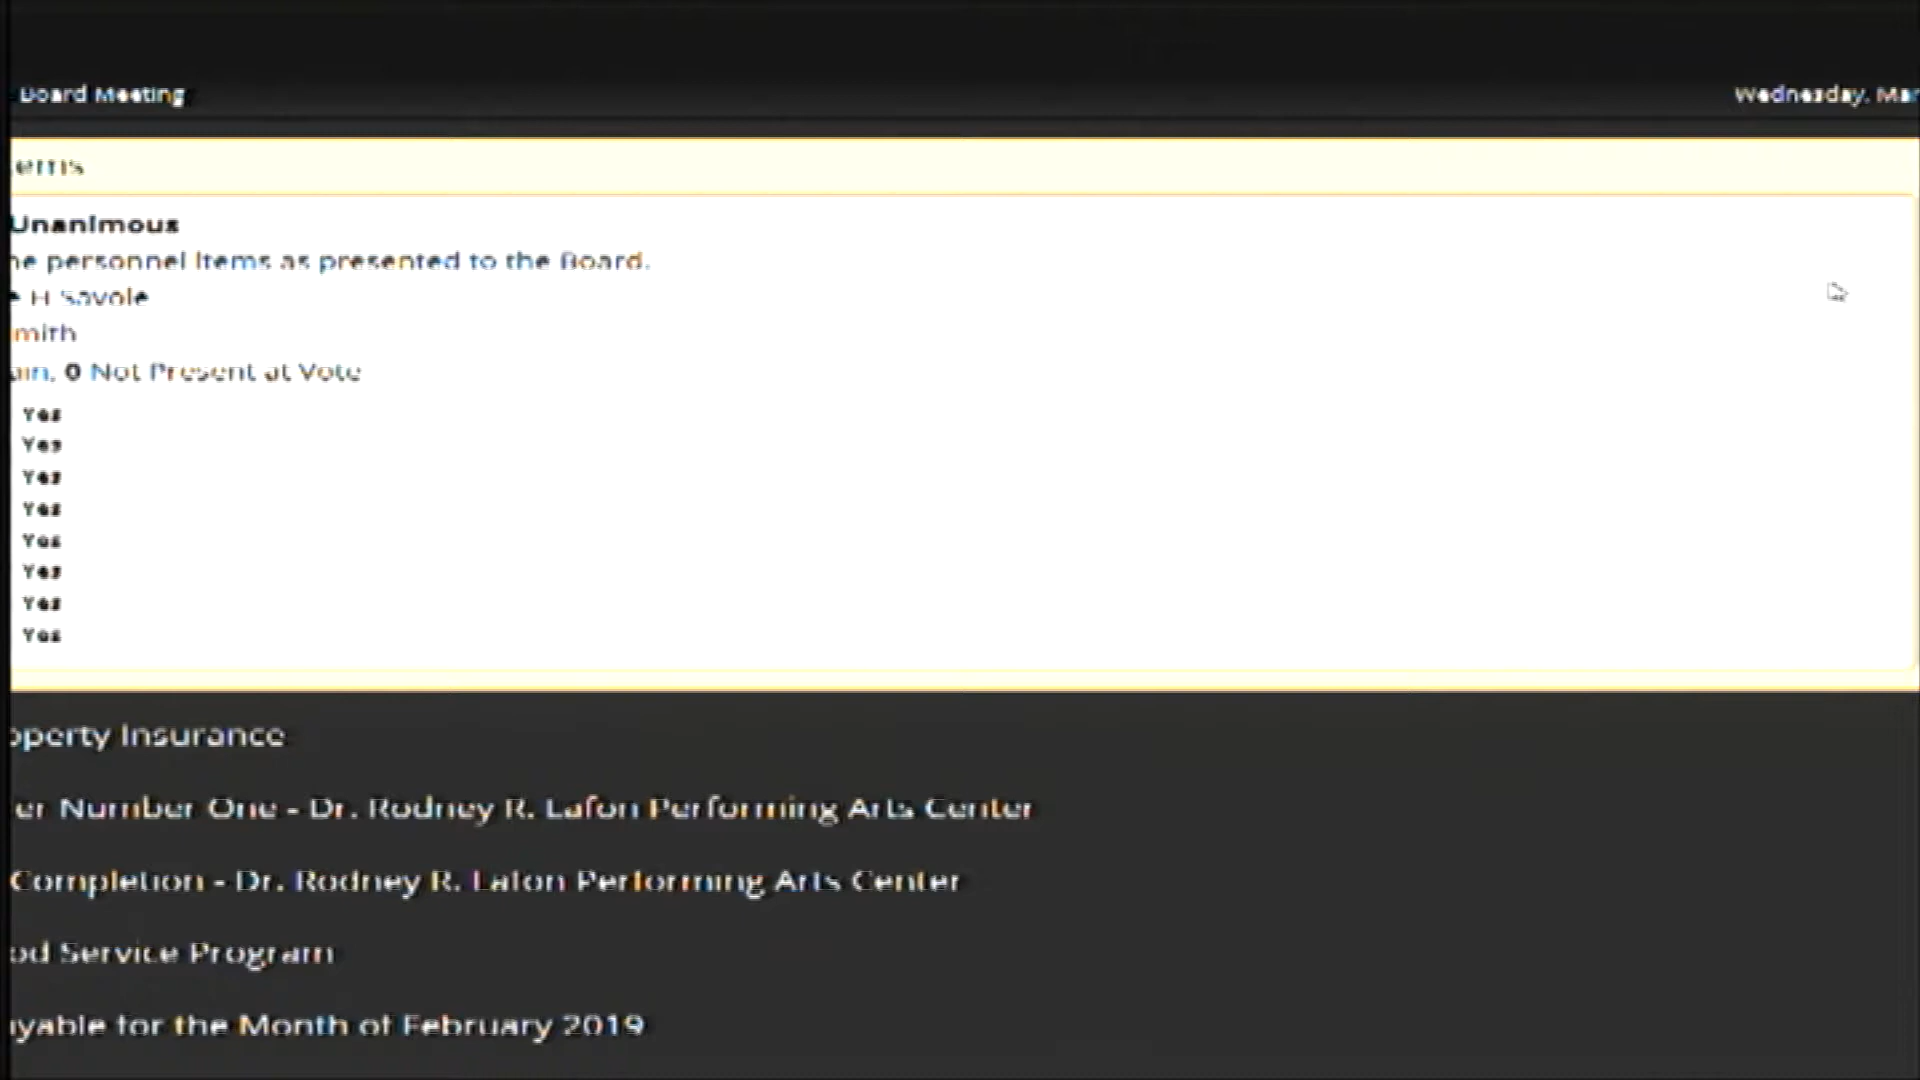 Board Meeting
Wednesday, Mar
ems
Unanimous
he personnel items as presented to the Board.
e H Savoie
mith
ain, 0 Not Present at Vote
Yes
Yes
Yes
Yes
Yes
Yes
Yes
Yes
operty Insurance
er Number One - Dr. Rodney R. Lafon Performing Arts Center
Completion - Dr. Rodney R. Lafon Performing Arts Center
od Service Program
yable for the Month of February 2019